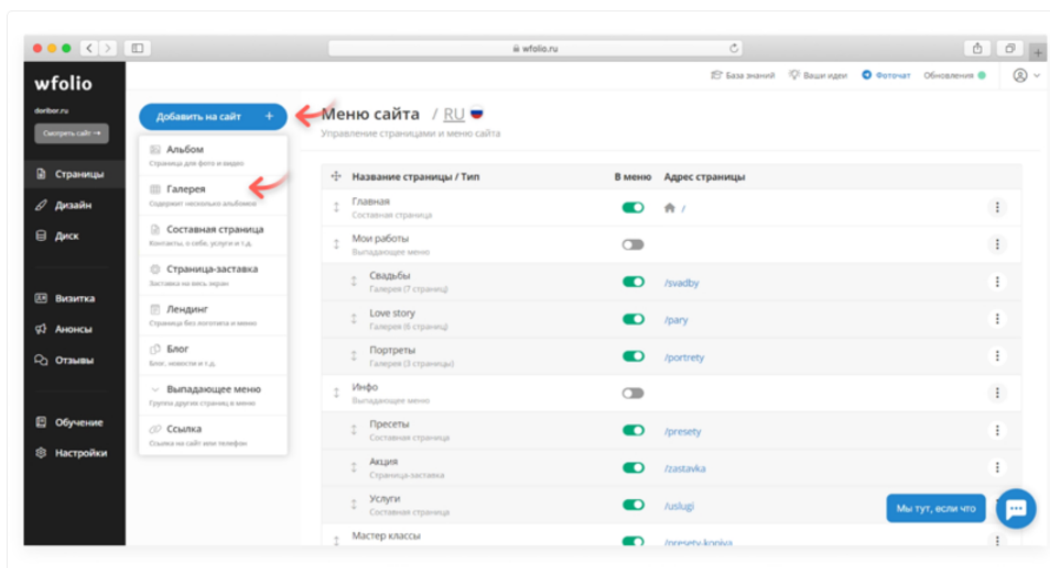 wfolio.ru
wfolio
База знаний
Ваши идеи
Фоточат
Обновления
doriber.ru
Смотреть сайт →
Страницы
Дизайн
Диск
Визитка
Анонсы
Отзывы
Обучение
Настройки
Добавить на сайт +
Альбом
Страница для фото и видео
Галерея
Содержит несколько альбомов
Составная страница
Контакты, о себе, услуги и т.д.
Страница-заставка
Заставка на весь экран
Лендинг
Страница без логотипа и меню
Блог
Блог, новости и т.д.
Выпадающее меню
Группа других страниц в меню
Ссылка
Ссылка на сайт или телефон
Меню сайта / RU
Управление страницами и меню сайта
Название страницы / Тип В меню Адрес страницы
Главная
Составная страница
/
Мои работы
Выпадающее меню
Свадьбы
Галерея (7 страниц)
/svadby
Love story
Галерея (6 страниц)
/pary
Портреты
Галерея (3 страницы)
/portrety
Инфо
Выпадающее меню
Пресеты
Составная страница
/presety
Акция
Страница-заставка
/zastavka
Услуги
Составная страница
/uslugi
Мастер классы
/presety-kopiya
Мы тут, если что